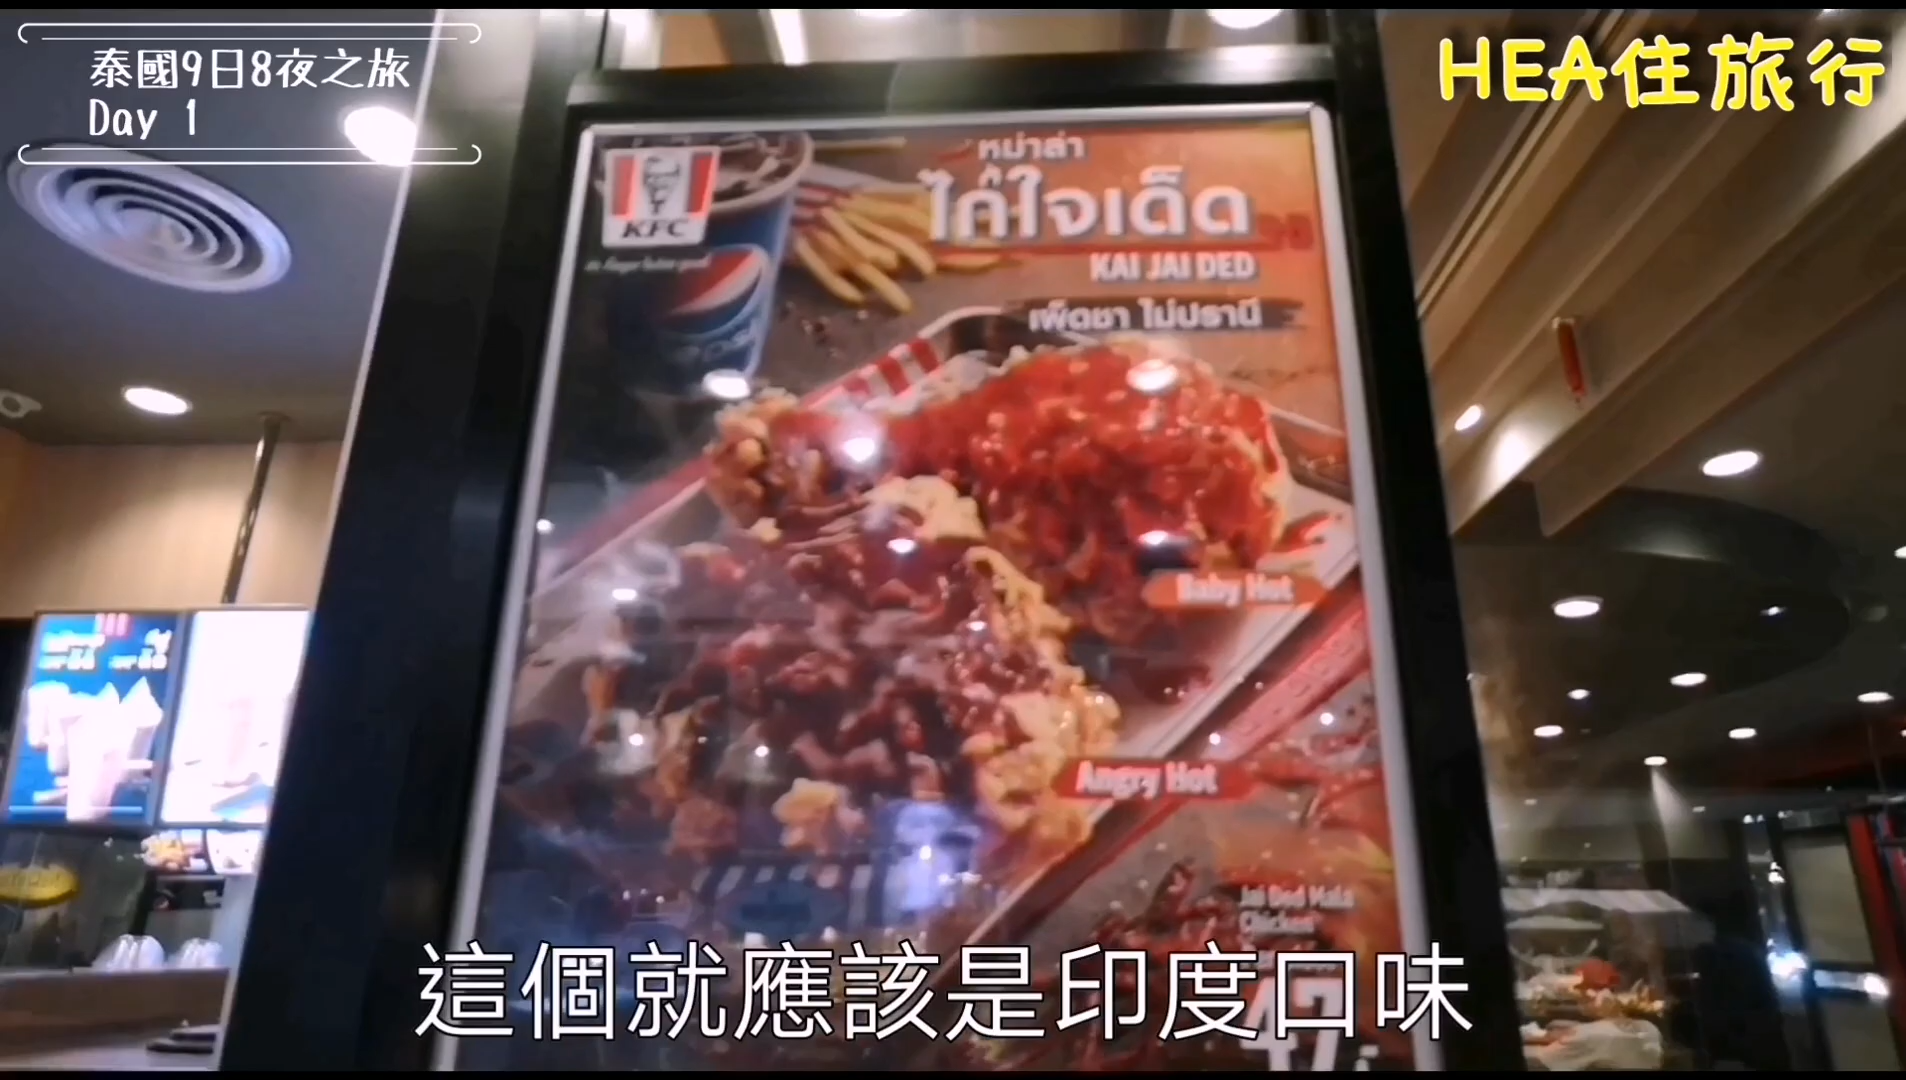 泰國9日8夜之旅
Day 1
HEA住旅行
KFC
หม่าล่า
ไก่ใจเด็ด
KAI JAI DED
เผ็ดชา ไม่ปรานี
Baby Hot
Angry Hot
Jai Ded Mala
Chicken
47
這個就應該是印度口味